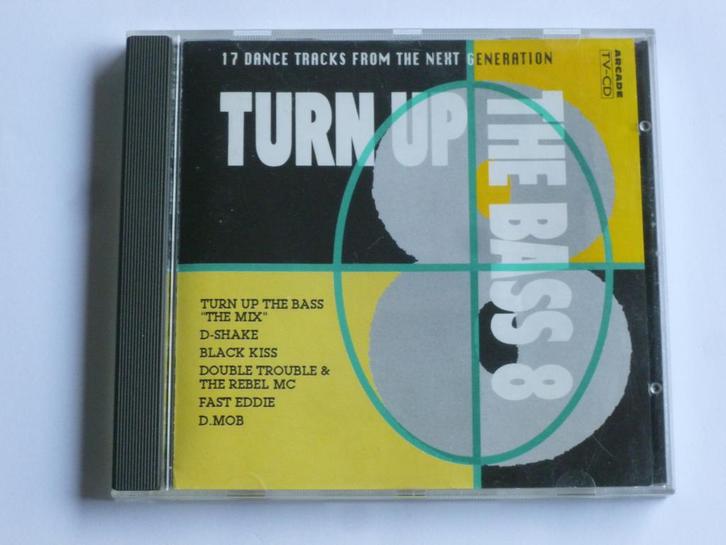 17 DANCE TRACKS FROM THE NEXT GENERATION
ARCADE
TV-CD
TURN UP
THE BASS 8
TURN UP THE BASS
"THE MIX"
D-SHAKE
BLACK KISS
DOUBLE TROUBLE &
THE REBEL MC
FAST EDDIE
D.MOB